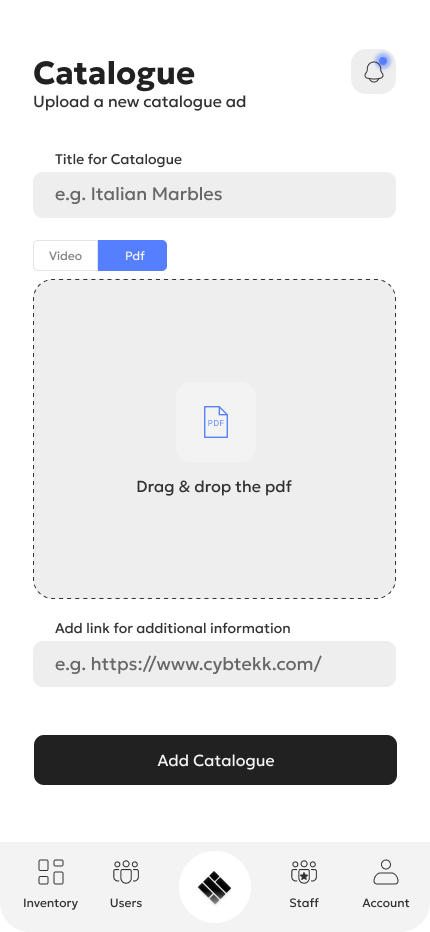 Catalogue
Upload a new catalogue ad
Title for Catalogue
e.g. Italian Marbles
Video
Pdf
PDF
Drag & drop the pdf
Add link for additional information
e.g. https://www.cybtekk.com/
Add Catalogue
Inventory
Users
Staff
Account